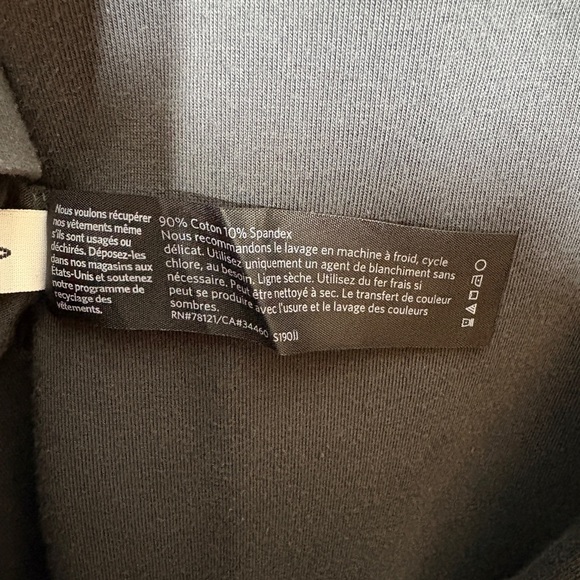 Nous voulons récupérer
nos vêtements même
s'ils sont usagés ou
déchirés. Déposez-les
dans nos magasins aux
États-Unis et soutenez
notre programme de
recyclage des
vêtements.
90% Coton 10% Spandex
Nous recommandons le lavage en machine à froid, cycle
délicat. Utilisez uniquement un agent de blanchiment sans
chlore, au besoin. Ligne sèche. Utilisez du fer frais si
nécessaire. Peut être nettoyé à sec. Le transfert de couleur
peut se produire avec l'usure et le lavage des couleurs
sombres.
RN#78121/CA#34460 S190JJ